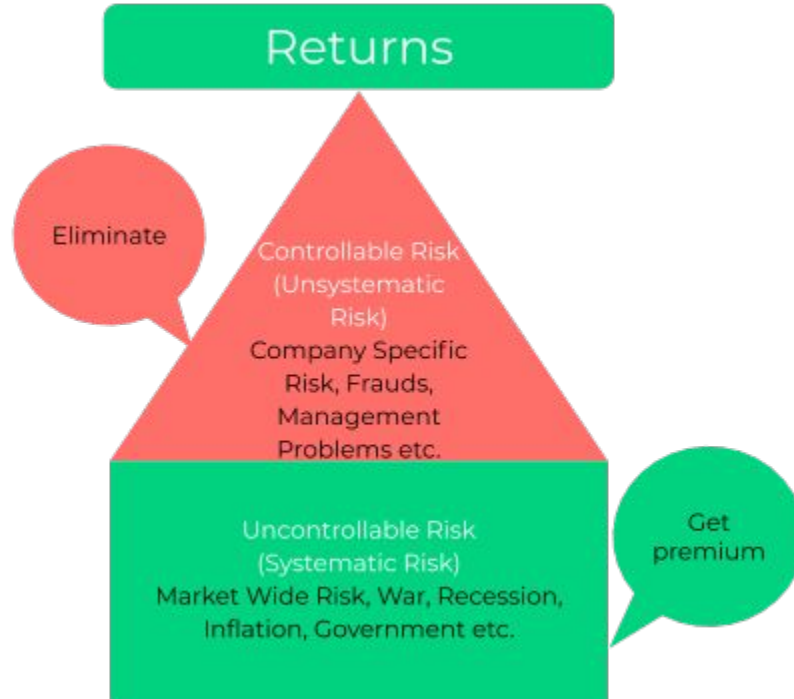 Returns
Eliminate
Controllable Risk
(Unsystematic
Risk)
Company Specific
Risk, Frauds,
Management
Problems etc.
Uncontrollable Risk
(Systematic Risk)
Market Wide Risk, War, Recession,
Inflation, Government etc.
Get
premium